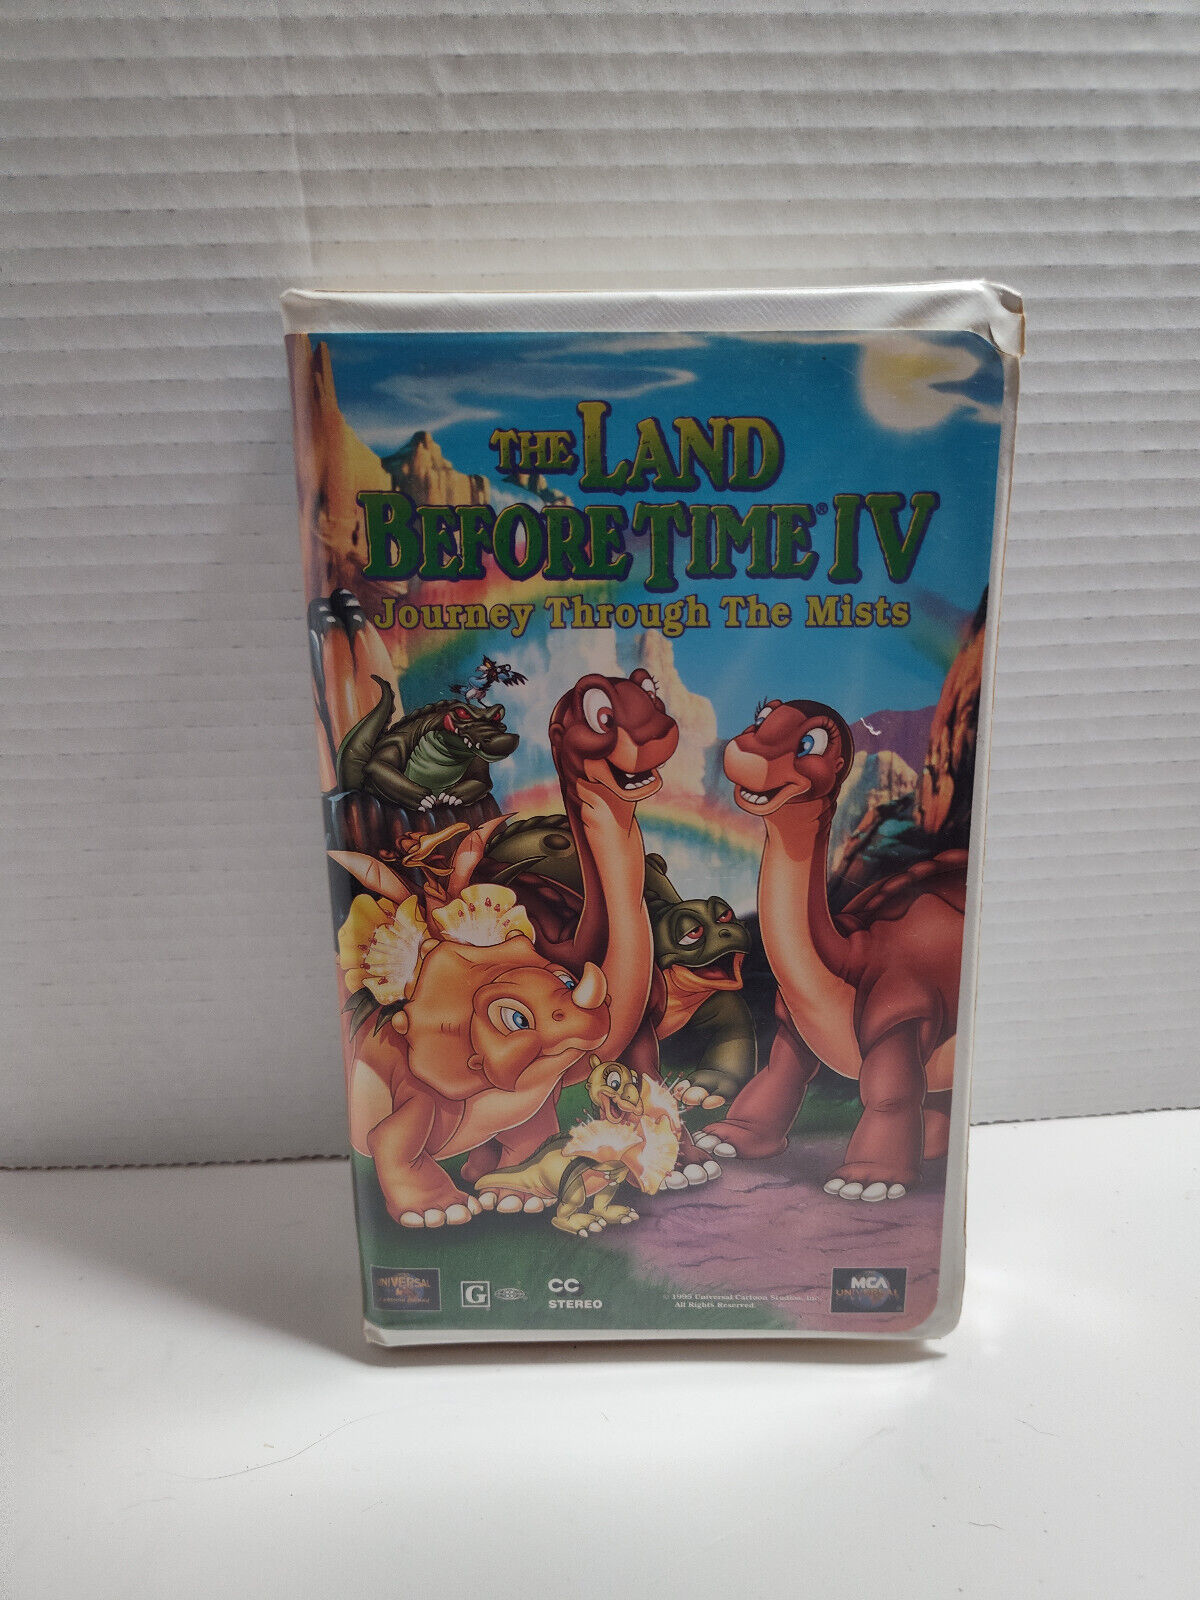 THE LAND
BEFORE TIME® IV
Journey Through The Mists
UNIVERSAL
G
CC
STEREO
© 1995 Universal Cartoon Studios, Inc.
All Rights Reserved.
MCA
UNIVERSAL